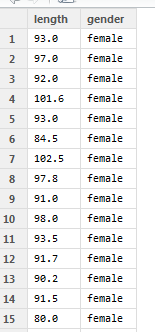 length gender
1 93.0 female
2 97.0 female
3 92.0 female
4 101.6 female
5 93.0 female
6 84.5 female
7 102.5 female
8 97.8 female
9 91.0 female
10 98.0 female
11 93.5 female
12 91.7 female
13 90.2 female
14 91.5 female
15 80.0 female